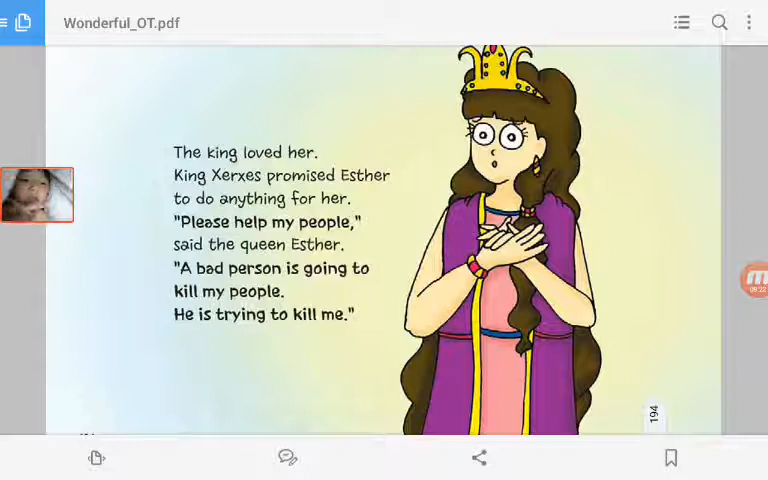 Wonderful_OT.pdf
The king loved her.
King Xerxes promised Esther
to do anything for her.
"Please help my people,"
said the queen Esther.
"A bad person is going to
kill my people.
He is trying to kill me."
194
09:22